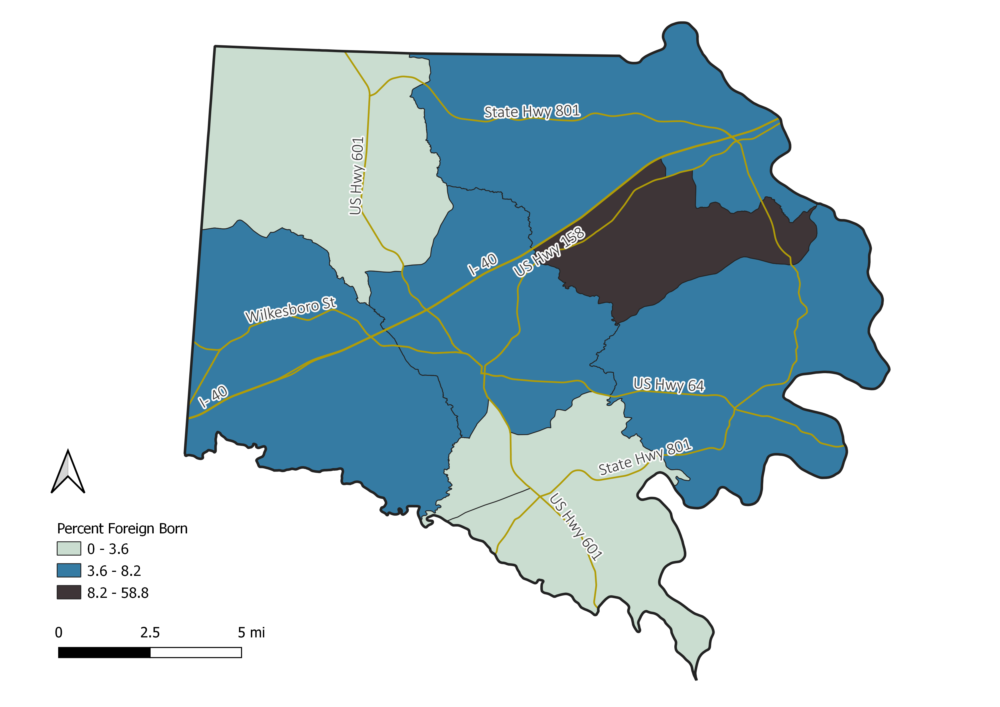 State Hwy 801
US Hwy 601
US Hwy 158
I- 40
Wilkesboro St
US Hwy 64
I- 40
State Hwy 801
US Hwy 601
Percent Foreign Born
0 - 3.6
3.6 - 8.2
8.2 - 58.8
0 2.5 5 mi